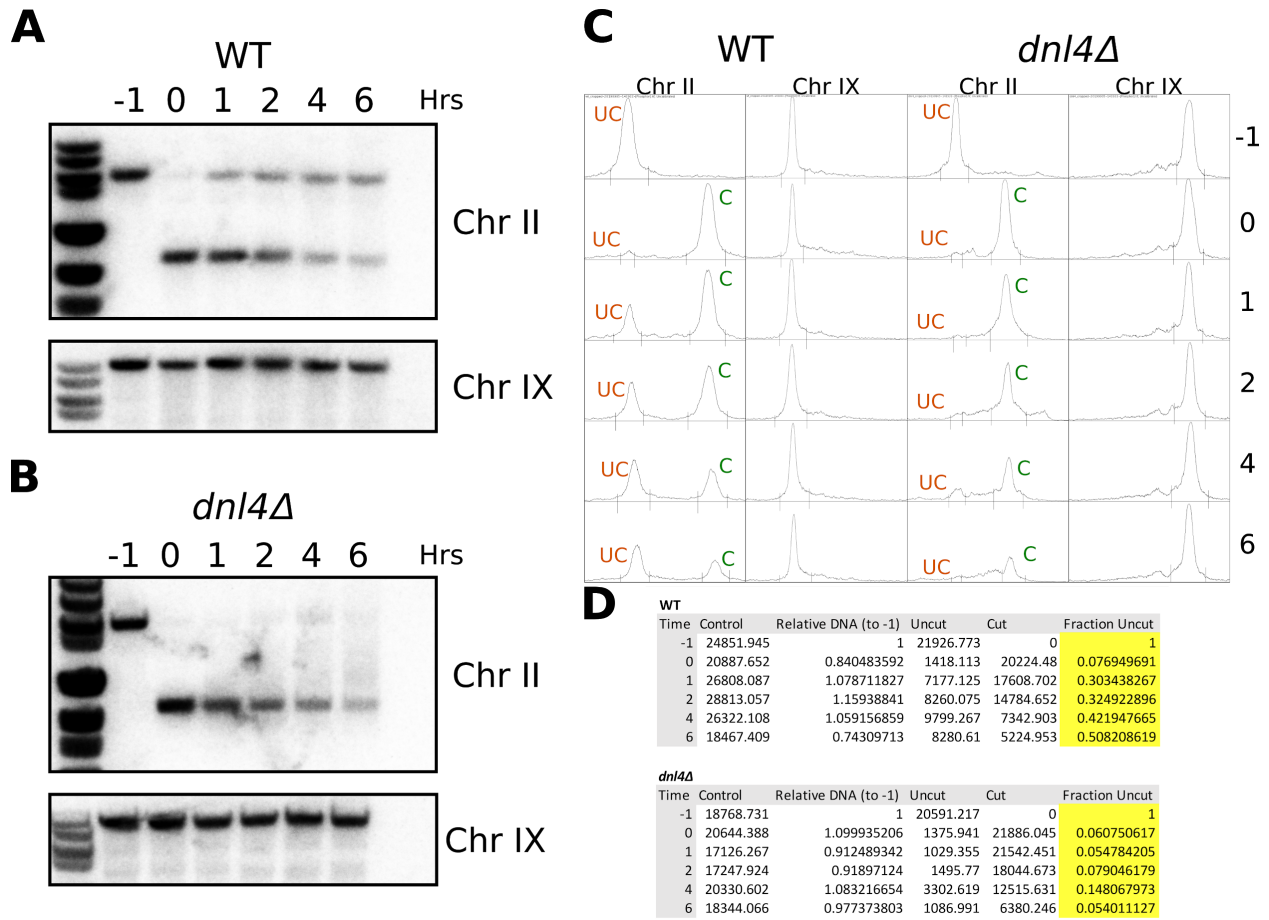 A
WT
-1 0 1 2 4 6 Hrs
Chr II
Chr IX
B
dnl4Δ
-1 0 1 2 4 6 Hrs
Chr II
Chr IX
C
WT dnl4Δ
Chr II Chr IX Chr II Chr IX
UC UC -1
C C 0
UC UC
C C 1
UC UC
C C 2
UC UC
UC C UC C 4
UC C UC C 6
D
WT
Time Control Relative DNA (to -1) Uncut Cut Fraction Uncut
-1 24851.945 1 21926.773 0 1
0 20887.652 0.840483592 1418.113 20224.48 0.076949691
1 26808.087 1.078711827 7177.125 17608.702 0.303438267
2 28813.057 1.15938841 8260.075 14784.652 0.324922896
4 26322.108 1.059156859 9799.267 7342.903 0.421947665
6 18467.409 0.74309713 8280.61 5224.953 0.508208619
dnl4Δ
Time Control Relative DNA (to -1) Uncut Cut Fraction Uncut
-1 18768.731 1 20591.217 0 1
0 20644.388 1.099935206 1375.941 21886.045 0.060750617
1 17126.267 0.912489342 1029.355 21542.451 0.054784205
2 17247.924 0.91897124 1495.77 18044.673 0.079046179
4 20330.602 1.083216654 3302.619 12515.631 0.148067973
6 18344.066 0.977373803 1086.991 6380.246 0.054011127